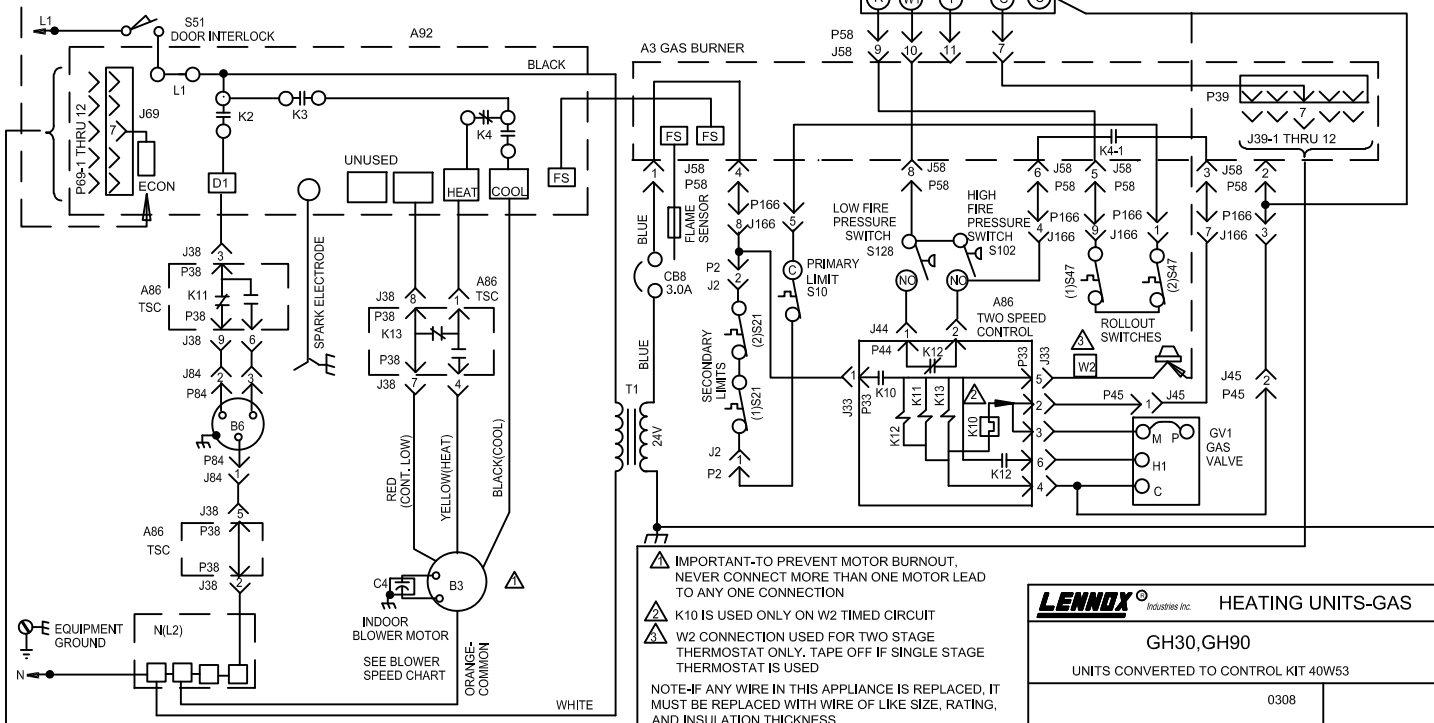 L1
S51
DOOR INTERLOCK
A92
BLACK
L1
P69-1 THRU 12
J69
7
ECON
K2
K3
K4
D1
UNUSED
HEAT
COOL
FS
J38
3
P38
A86
TSC
K11
P38
J38
9
6
J84
2
3
P84
B6
P84
1
J84
J38
5
A86
TSC
P38
P38
J38
2
EQUIPMENT
GROUND
N(L2)
N
SPARK ELECTRODE
J38
8
1
A86
TSC
P38
K13
P38
J38
7
4
RED
(CONT. LOW)
YELLOW(HEAT)
BLACK(COOL)
C4
B3
1
INDOOR
BLOWER MOTOR
SEE BLOWER
SPEED CHART
ORANGE-
COMMON
WHITE
T1
24V
P58
J58
9
10
11
7
A3 GAS BURNER
FS
FS
1
J58
P58
4
BLUE
FLAME
SENSOR
CB8
3.0A
BLUE
P166
8
J166
5
P2
2
J2
PRIMARY
LIMIT
S10
C
SECONDARY
LIMITS
(2)S21
(1)S21
J2
1
P2
J58
8
P58
LOW FIRE
PRESSURE
SWITCH
S128
HIGH
FIRE
PRESSURE
SWITCH
S102
NO
NO
K4-1
6
J58
P58
5
J58
P58
3
J58
P58
2
P39
7
J39-1 THRU 12
P166
4
J166
P166
9
J166
1
P166
7
J166
3
(1)S47
(2)S47
ROLLOUT
SWITCHES
A86
TWO SPEED
CONTROL
J44
1
2
P44
K12
J33
1
P33
K10
K12
K11
K13
2
K10
K12
P33
J33
5
2
3
6
4
3
W2
P45
1
J45
J45
2
P45
M
P
H1
C
GV1
GAS
VALVE
1 IMPORTANT-TO PREVENT MOTOR BURNOUT,
NEVER CONNECT MORE THAN ONE MOTOR LEAD
TO ANY ONE CONNECTION
2 K10 IS USED ONLY ON W2 TIMED CIRCUIT
3 W2 CONNECTION USED FOR TWO STAGE
THERMOSTAT ONLY. TAPE OFF IF SINGLE STAGE
THERMOSTAT IS USED
NOTE-IF ANY WIRE IN THIS APPLIANCE IS REPLACED, IT
MUST BE REPLACED WITH WIRE OF LIKE SIZE, RATING,
AND INSULATION THICKNESS
LENNOX ® Industries Inc. HEATING UNITS-GAS
GH30,GH90
UNITS CONVERTED TO CONTROL KIT 40W53
0308